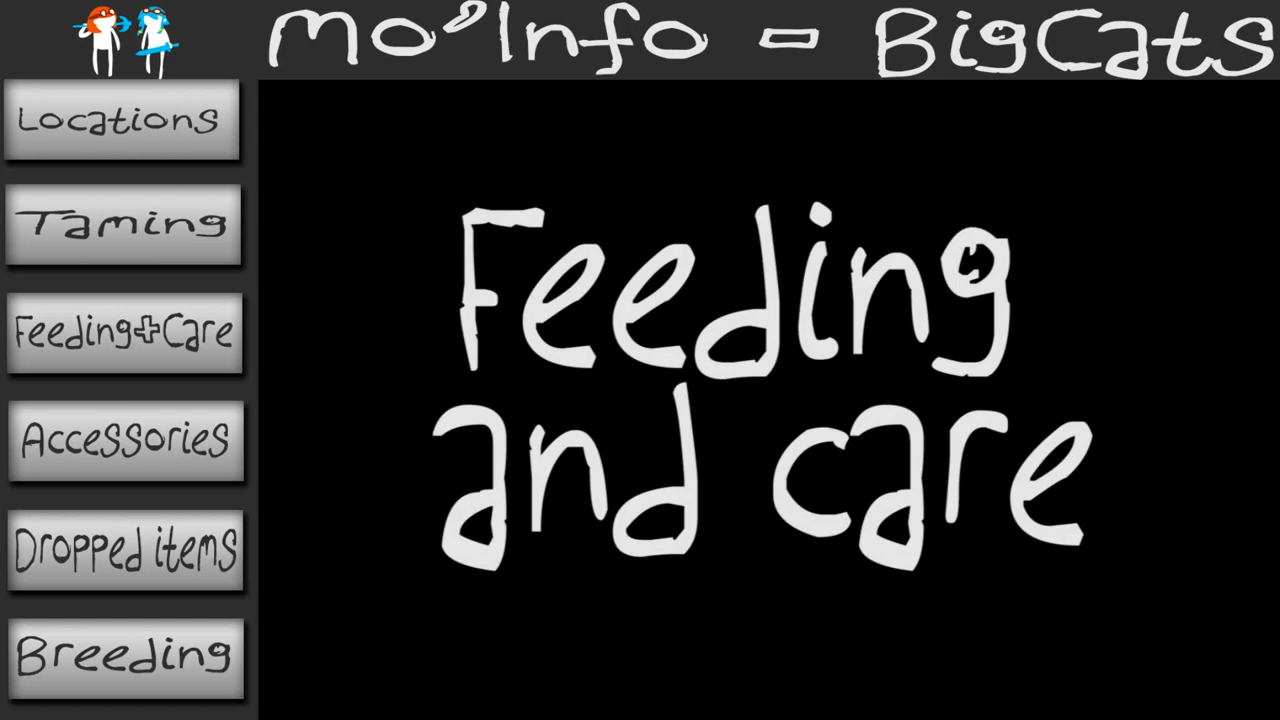 Mo'Info - BigCats
Locations
Taming
Feeding+Care
Accessories
Dropped items
Breeding
Feeding
and care